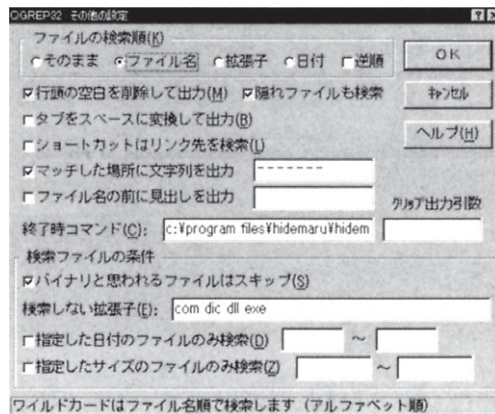 OGREP32 その他の設定
ファイルの検索順(K)
そのまま ファイル名 拡張子 日付 逆順
OK
行頭の空白を削除して出力(M) 隠れファイルも検索
キャンセル
タブをスペースに変換して出力(B)
ヘルプ(H)
ショートカットはリンク先を検索(L)
マッチした場所に文字列を出力 -------
ファイル名の前に見出しを出力
クリップ出力引数
終了時コマンド(C): c:¥program files¥hidemaru¥hidem
検索ファイルの条件
バイナリと思われるファイルはスキップ(S)
検索しない拡張子(E): com dic dll exe
指定した日付のファイルのみ検索(D) ～
指定したサイズのファイルのみ検索(Z) ～
ワイルドカードはファイル名順で検索します (アルファベット順)